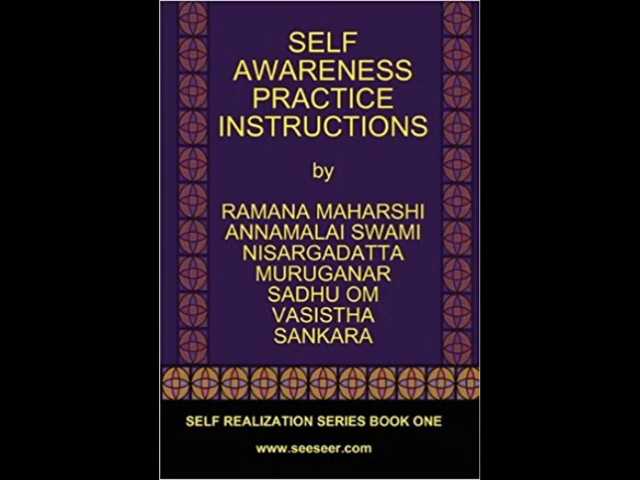 SELF
AWARENESS
PRACTICE
INSTRUCTIONS
by
RAMANA MAHARSHI
ANNAMALAI SWAMI
NISARGADATTA
MURUGANAR
SADHU OM
VASISTHA
SANKARA
SELF REALIZATION SERIES BOOK ONE
www.seeseer.com